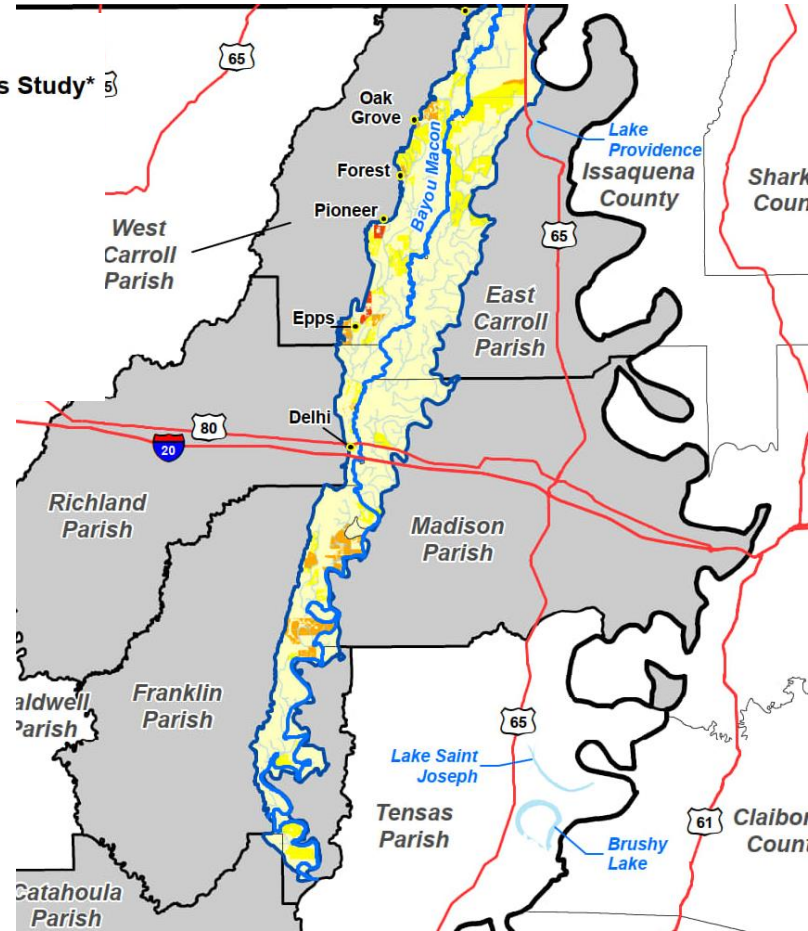 65
s Study*
5
Oak
Grove
Lake
Providence
Forest
Issaquena
County
Shark
Coun
Bayou Macon
Pioneer
West
Carroll
Parish
65
East
Carroll
Parish
Epps
80
Delhi
20
Richland
Parish
Madison
Parish
aldwell
Parish
Franklin
Parish
65
Lake Saint
Joseph
Tensas
Parish
61
Claibor
Count
Brushy
Lake
Catahoula
Parish